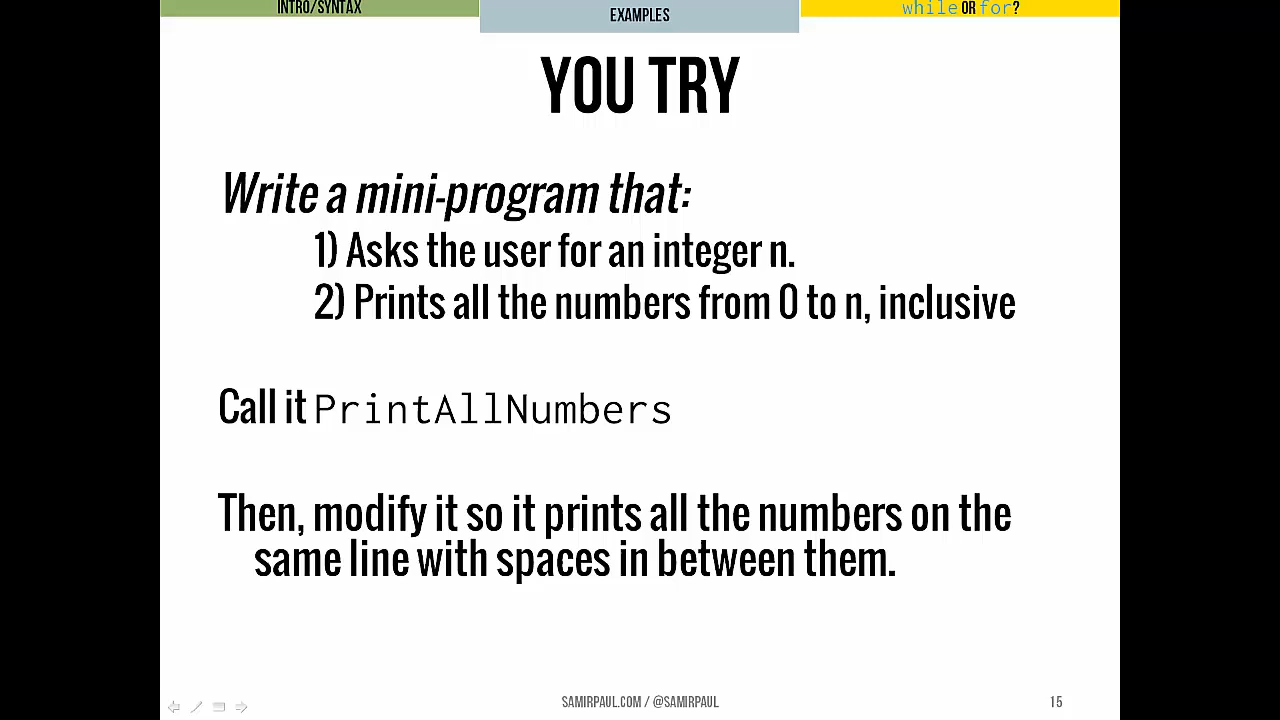 INTRO/SYNTAX
EXAMPLES
while OR for?
YOU TRY
Write a mini-program that:
1) Asks the user for an integer n.
2) Prints all the numbers from 0 to n, inclusive
Call it PrintAllNumbers
Then, modify it so it prints all the numbers on the
same line with spaces in between them.
SAMIRPAUL.COM / @SAMIRPAUL
15